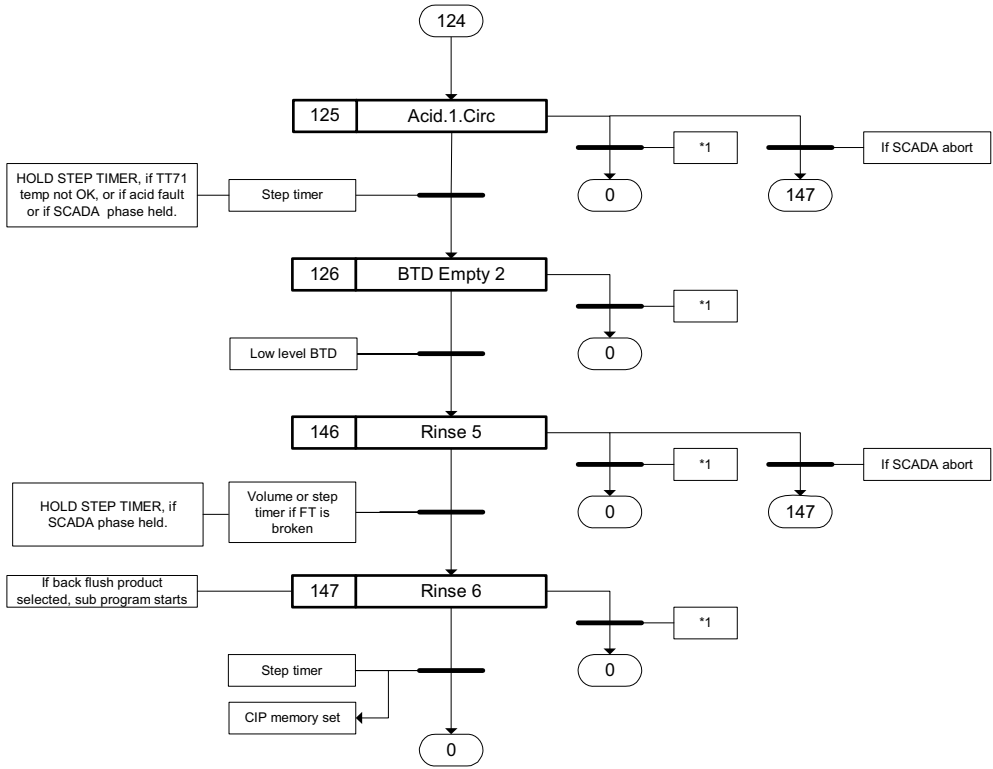 124
125 Acid.1.Circ
*1
If SCADA abort
HOLD STEP TIMER, if TT71
temp not OK, or if acid fault
or if SCADA phase held.
Step timer
0
147
126 BTD Empty 2
*1
Low level BTD
0
146 Rinse 5
*1
If SCADA abort
HOLD STEP TIMER, if
SCADA phase held.
Volume or step
timer if FT is
broken
0
147
If back flush product
selected, sub program starts
147 Rinse 6
*1
Step timer
0
CIP memory set
0